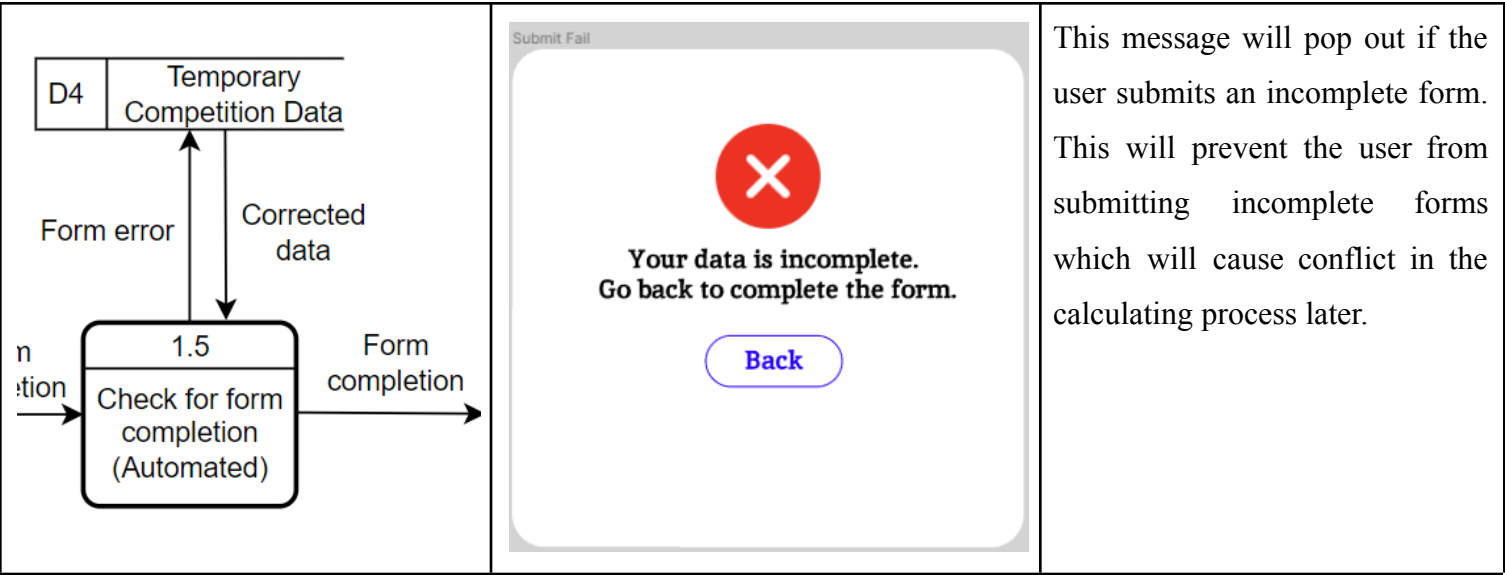 D4
Temporary
Competition Data
Form error
Corrected
data
1.5
Check for form
completion
(Automated)
Form
completion
Submit Fail
Your data is incomplete.
Go back to complete the form.
Back
This message will pop out if the
user submits an incomplete form.
This will prevent the user from
submitting incomplete forms
which will cause conflict in the
calculating process later.